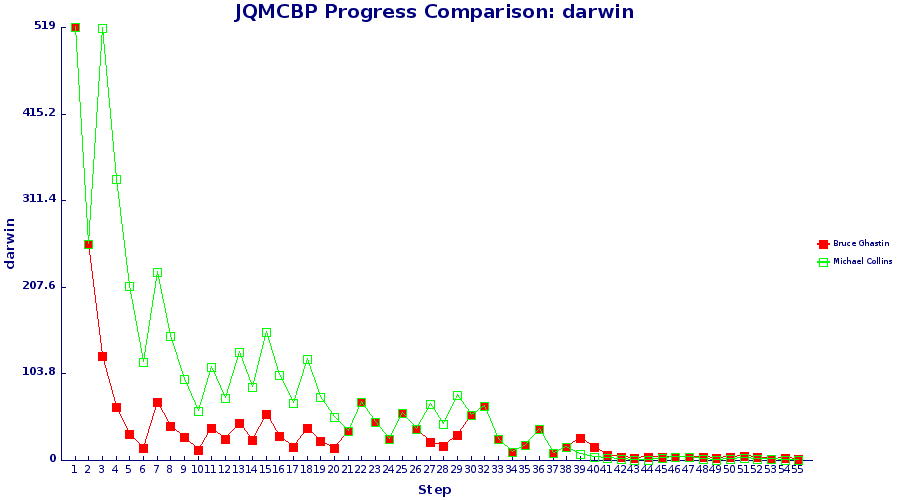 JQMCBP Progress Comparison: darwin
519
415.2
311.4
207.6
103.8
0
darwin
1 2 3 4 5 6 7 8 9 10 11 12 13 14 15 16 17 18 19 20 21 22 23 24 25 26 27 28 29 30 31 32 33 34 35 36 37 38 39 40 41 42 43 44 45 46 47 48 49 50 51 52 53 54 55
Step
Bruce Ghastin
Michael Collins